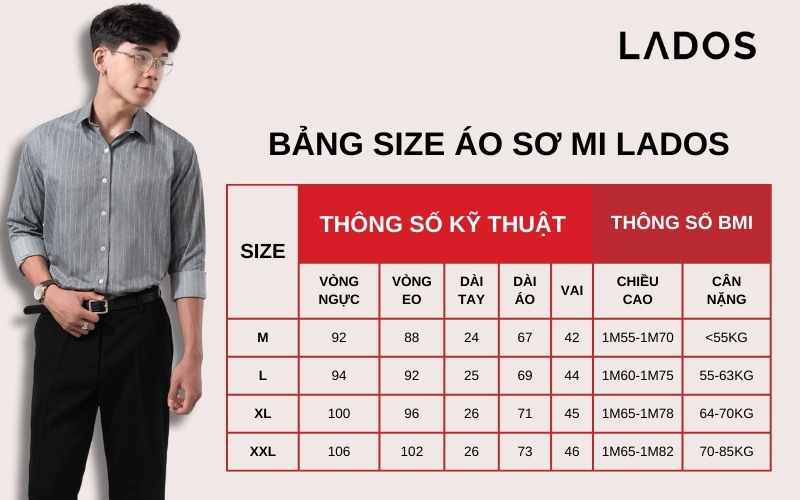 LADOS
BẢNG SIZE ÁO SƠ MI LADOS
SIZE THÔNG SỐ KỸ THUẬT THÔNG SỐ BMI
VÒNG NGỰC VÒNG EO DÀI TAY DÀI ÁO VAI CHIỀU CAO CÂN NẶNG
M 92 88 24 67 42 1M55-1M70 <55KG
L 94 92 25 69 44 1M60-1M75 55-63KG
XL 100 96 26 71 45 1M65-1M78 64-70KG
XXL 106 102 26 73 46 1M65-1M82 70-85KG